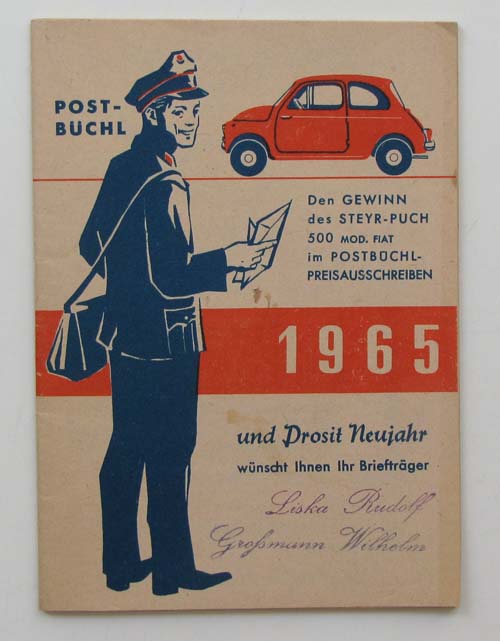 POST-
BÜCHL
Den GEWINN
des STEYR-PUCH
500 MOD. FIAT
im POSTBÜCHL-
PREISAUSSCHREIBEN
1965
und Prosit Neujahr
wünscht Ihnen Ihr Briefträger
Liska Rudolf
Großmann Wilhelm